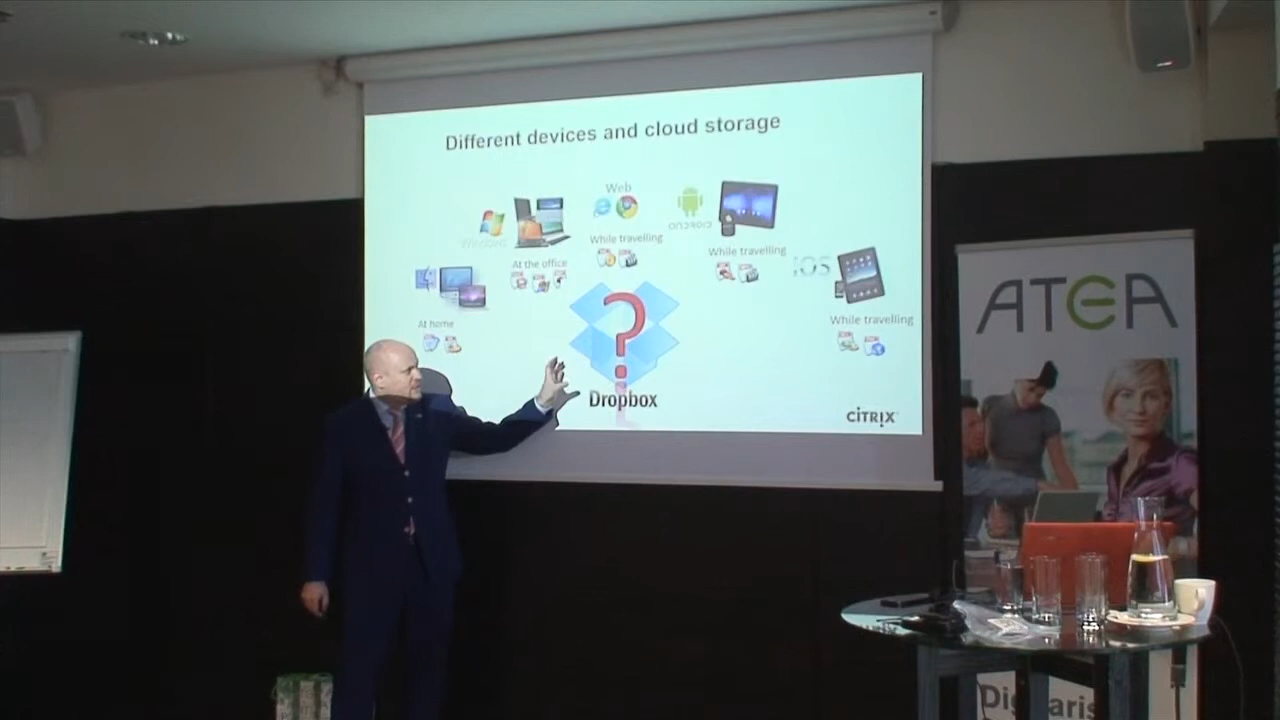 Different devices and cloud storage
Web
Windows
android
While travelling
At the office
While travelling
iOS
At home
While travelling
?
Dropbox
CITRIX
ATEA